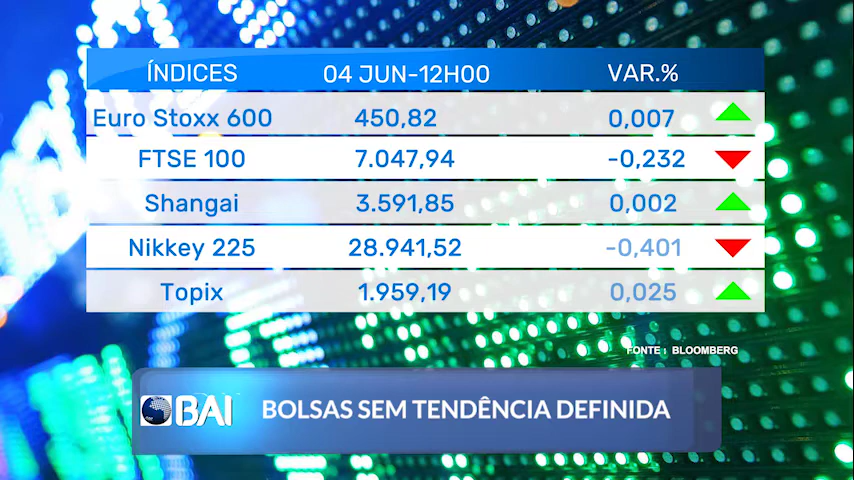 ÍNDICES 04 JUN-12H00 VAR.%
Euro Stoxx 600 450,82 0,007
FTSE 100 7.047,94 -0,232
Shangai 3.591,85 0,002
Nikkey 225 28.941,52 -0,401
Topix 1.959,19 0,025
FONTE : BLOOMBERG
BAI BOLSAS SEM TENDÊNCIA DEFINIDA